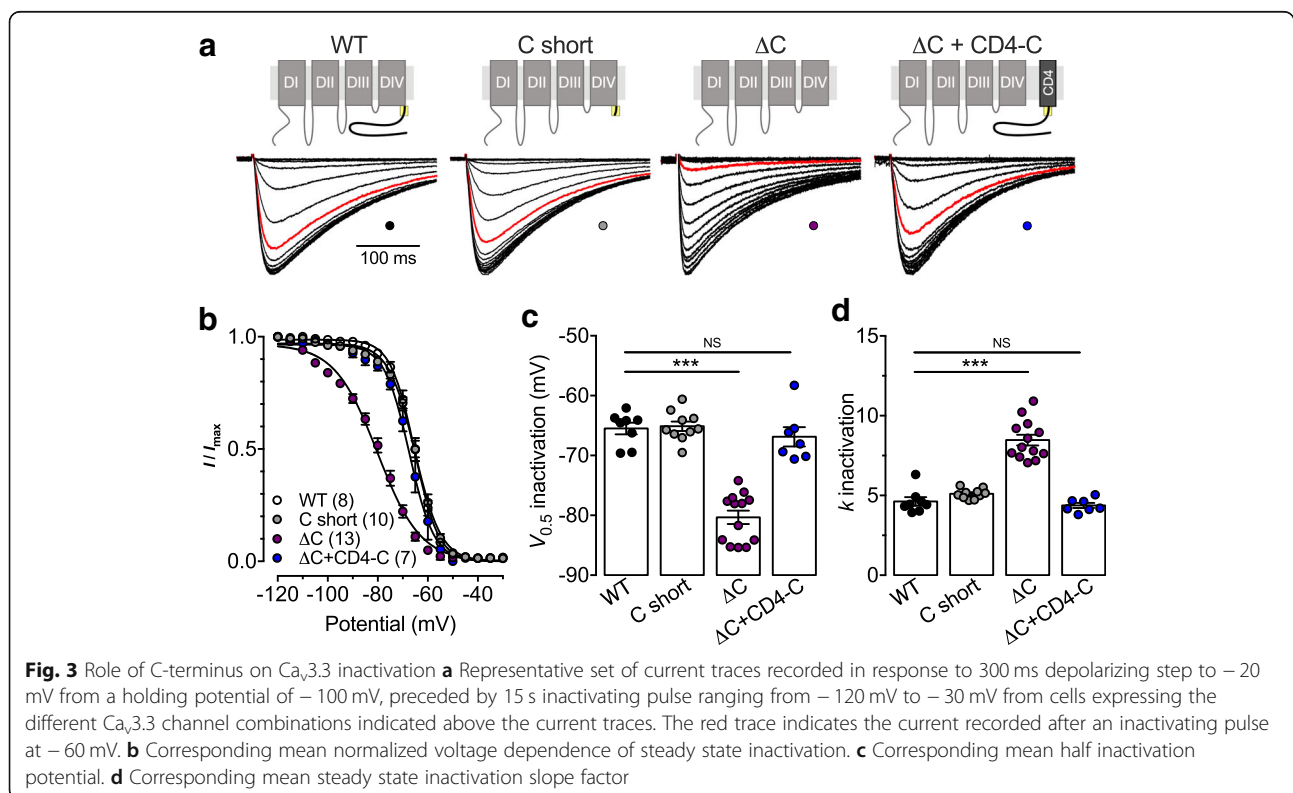 a
WT
C short
ΔC
ΔC + CD4-C
DI DII DIII DIV
DI DII DIII DIV
DI DII DIII DIV
DI DII DIII DIV CD4
100 ms
b
I / Imax
1.0
0.5
0.0
WT (8)
C short (10)
ΔC (13)
ΔC+CD4-C (7)
-120 -100 -80 -60
Potential (mV)
c
V0.5 inactivation (mV)
-50
-60
-70
-80
-90
NS
***
WT
C short
ΔC
ΔC+CD4-C
d
k inactivation
15
10
5
0
NS
***
WT
C short
ΔC
ΔC+CD4-C
Fig. 3 Role of C-terminus on Cav3.3 inactivation a Representative set of current traces recorded in response to 300 ms depolarizing step to − 20
mV from a holding potential of − 100 mV, preceded by 15 s inactivating pulse ranging from − 120 mV to − 30 mV from cells expressing the
different Cav3.3 channel combinations indicated above the current traces. The red trace indicates the current recorded after an inactivating pulse
at − 60 mV. b Corresponding mean normalized voltage dependence of steady state inactivation. c Corresponding mean half inactivation
potential. d Corresponding mean steady state inactivation slope factor